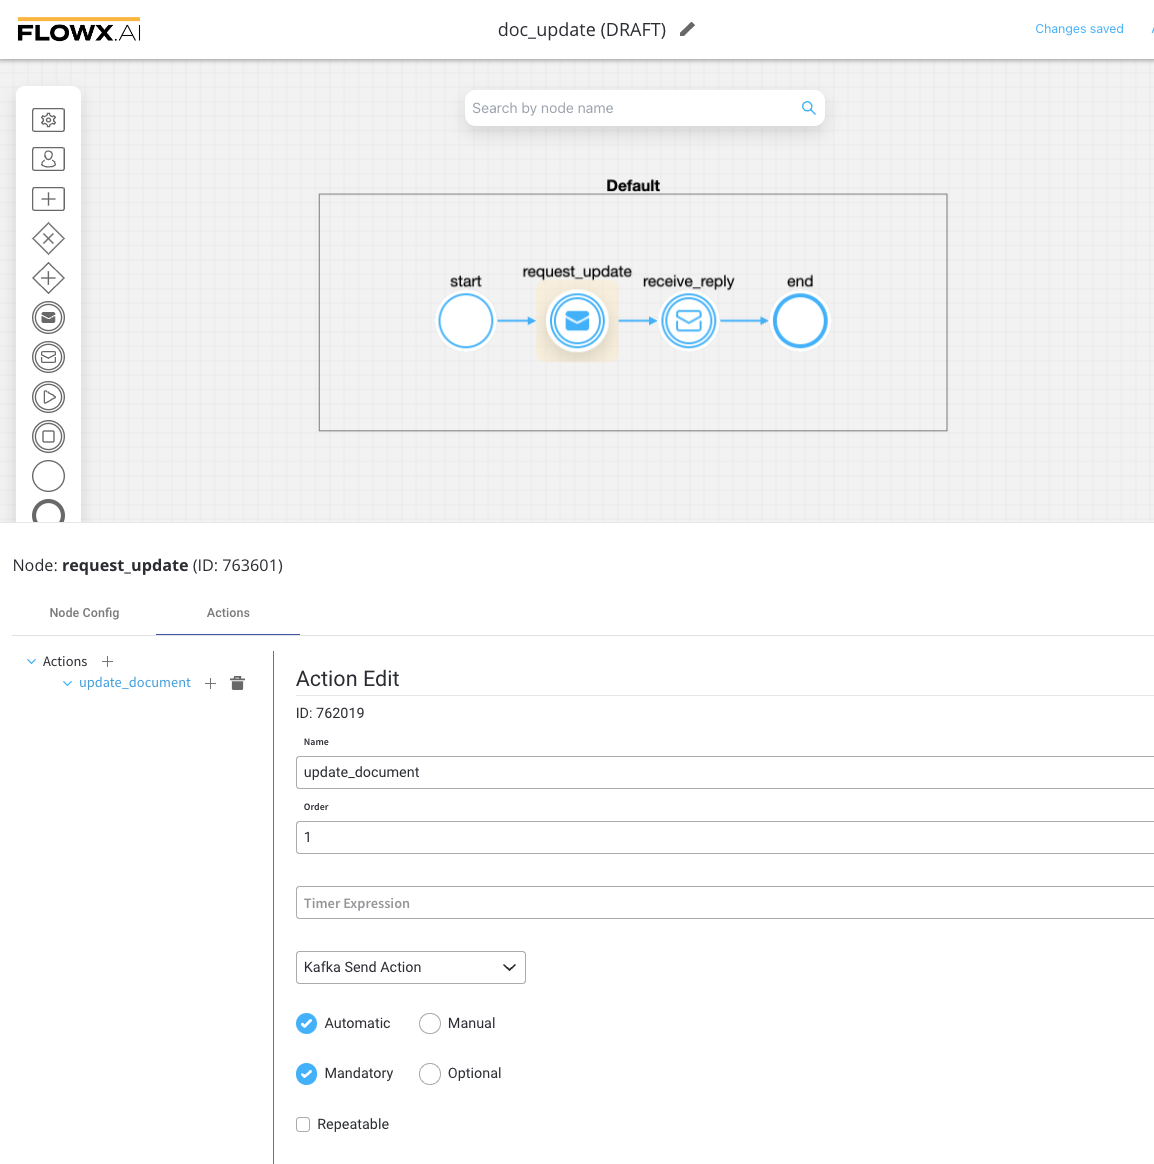 FLOWX.AI
doc_update (DRAFT)
Changes saved
Search by node name
Default
start
request_update
receive_reply
end
Node: request_update (ID: 763601)
Node Config
Actions
Actions
update_document
Action Edit
ID: 762019
Name
update_document
Order
1
Timer Expression
Kafka Send Action
Automatic
Manual
Mandatory
Optional
Repeatable